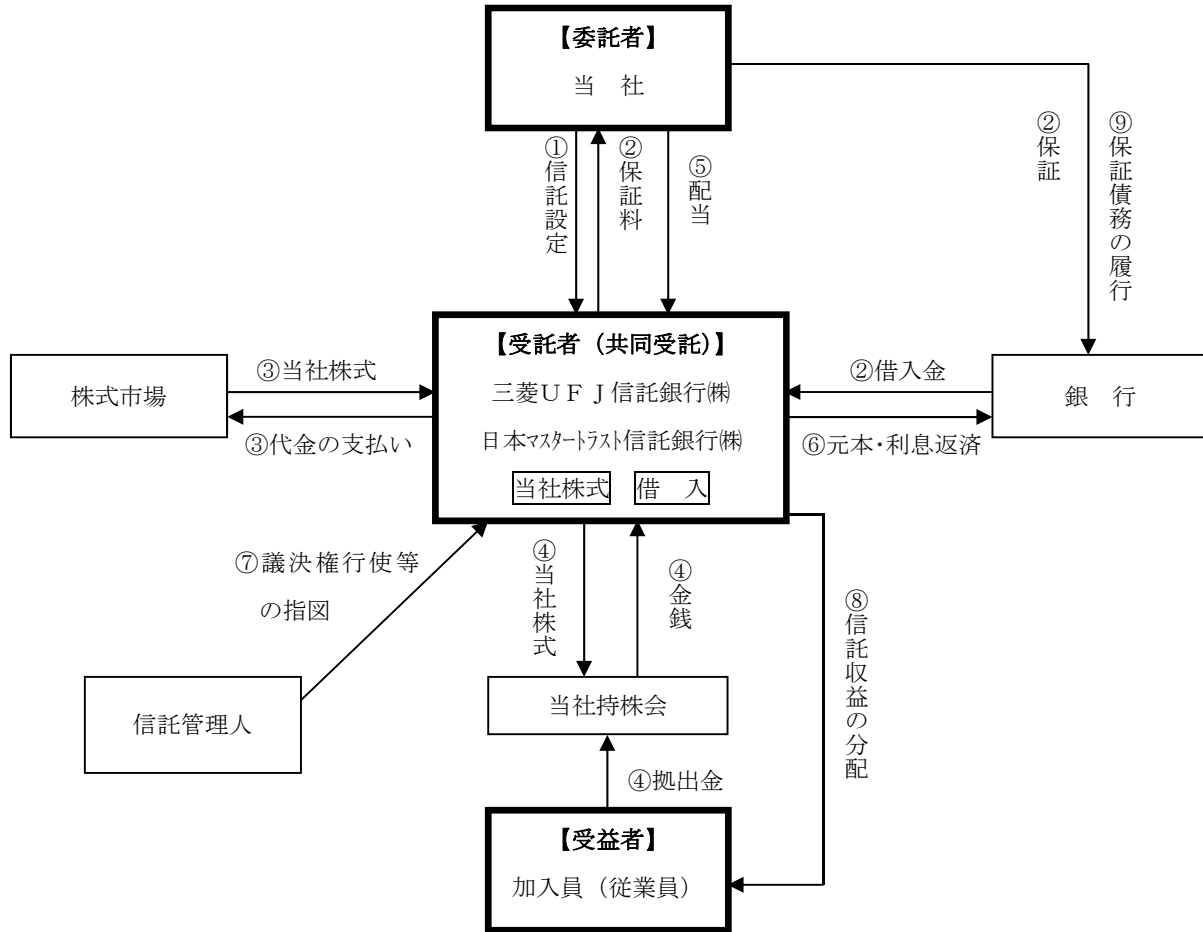 【委託者】
当　社
①信託設定
②保証料
⑤配当
②保証
⑨保証債務の履行
【受託者（共同受託）】
三菱ＵＦＪ信託銀行㈱
日本マスタートラスト信託銀行㈱
当社株式　借　入
株式市場
③当社株式
③代金の支払い
②借入金
⑥元本・利息返済
銀　行
⑦議決権行使等
の指図
④当社株式
④金銭
⑧信託収益の分配
信託管理人
当社持株会
④拠出金
【受益者】
加入員（従業員）